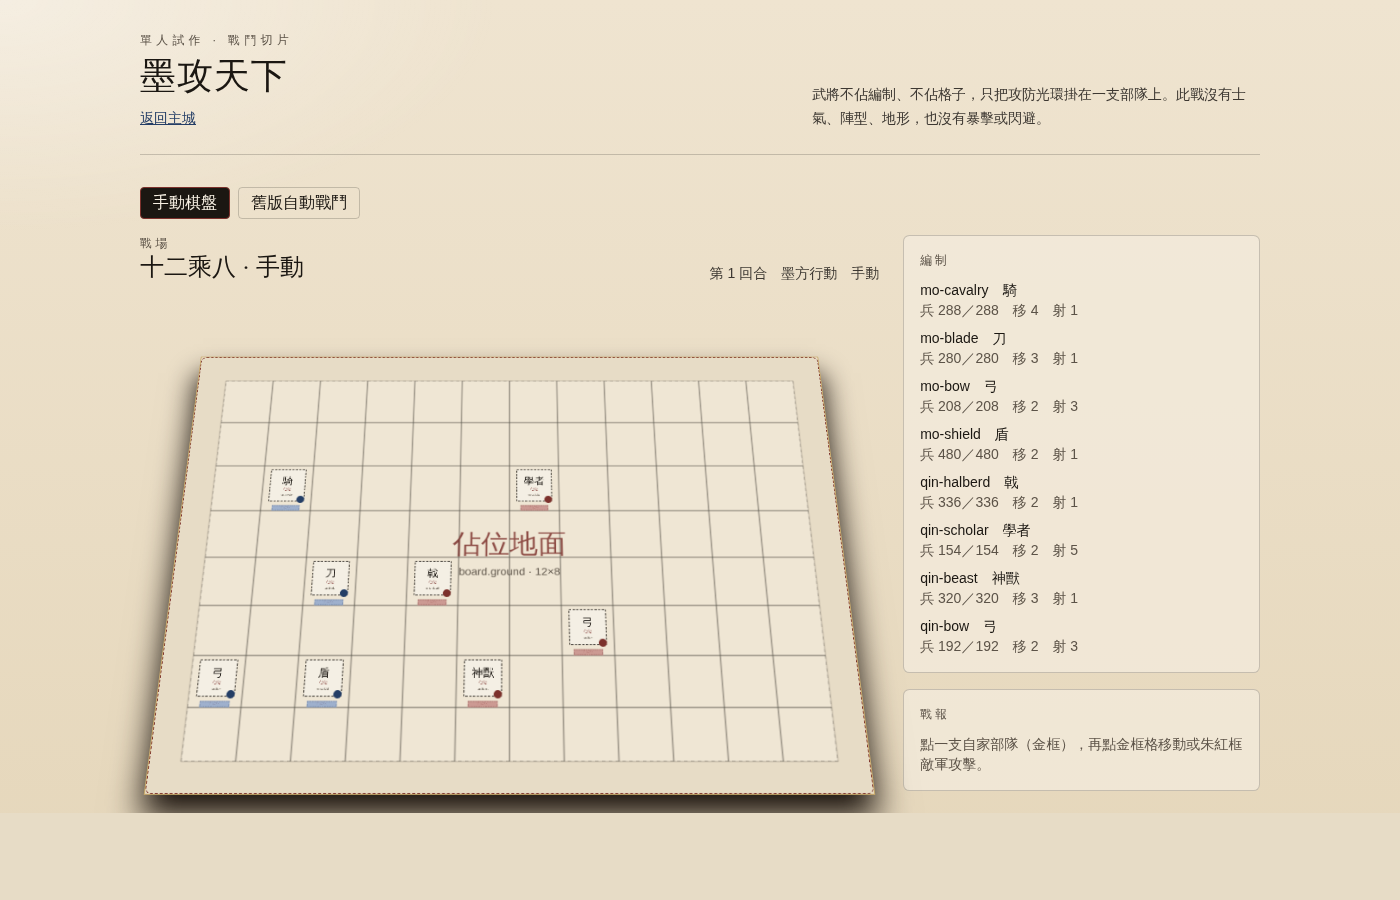 單人試作 · 戰鬥切片
墨攻天下
返回主城
武將不佔編制、不佔格子，只把攻防光環掛在一支部隊上。此戰沒有士
氣、陣型、地形，也沒有暴擊或閃避。
手動棋盤
舊版自動戰鬥
戰場
十二乘八 · 手動
第 1 回合 墨方行動 手動
騎
學者
佔位地面
board.ground · 12×8
刀
戟
弓
弓
盾
神獸
編制
mo-cavalry 騎
兵 288／288 移 4 射 1
mo-blade 刀
兵 280／280 移 3 射 1
mo-bow 弓
兵 208／208 移 2 射 3
mo-shield 盾
兵 480／480 移 2 射 1
qin-halberd 戟
兵 336／336 移 2 射 1
qin-scholar 學者
兵 154／154 移 2 射 5
qin-beast 神獸
兵 320／320 移 3 射 1
qin-bow 弓
兵 192／192 移 2 射 3
戰報
點一支自家部隊（金框），再點金框格移動或朱紅框
敵軍攻擊。